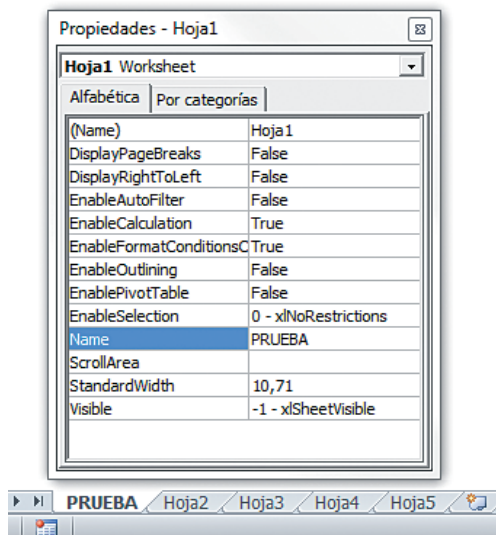 Propiedades - Hoja1
Hoja1 Worksheet
Alfabética Por categorías
(Name) Hoja1
DisplayPageBreaks False
DisplayRightToLeft False
EnableAutoFilter False
EnableCalculation True
EnableFormatConditionsC True
EnableOutlining False
EnablePivotTable False
EnableSelection 0 - xlNoRestrictions
Name PRUEBA
ScrollArea
StandardWidth 10,71
Visible -1 - xlSheetVisible
PRUEBA Hoja2 Hoja3 Hoja4 Hoja5